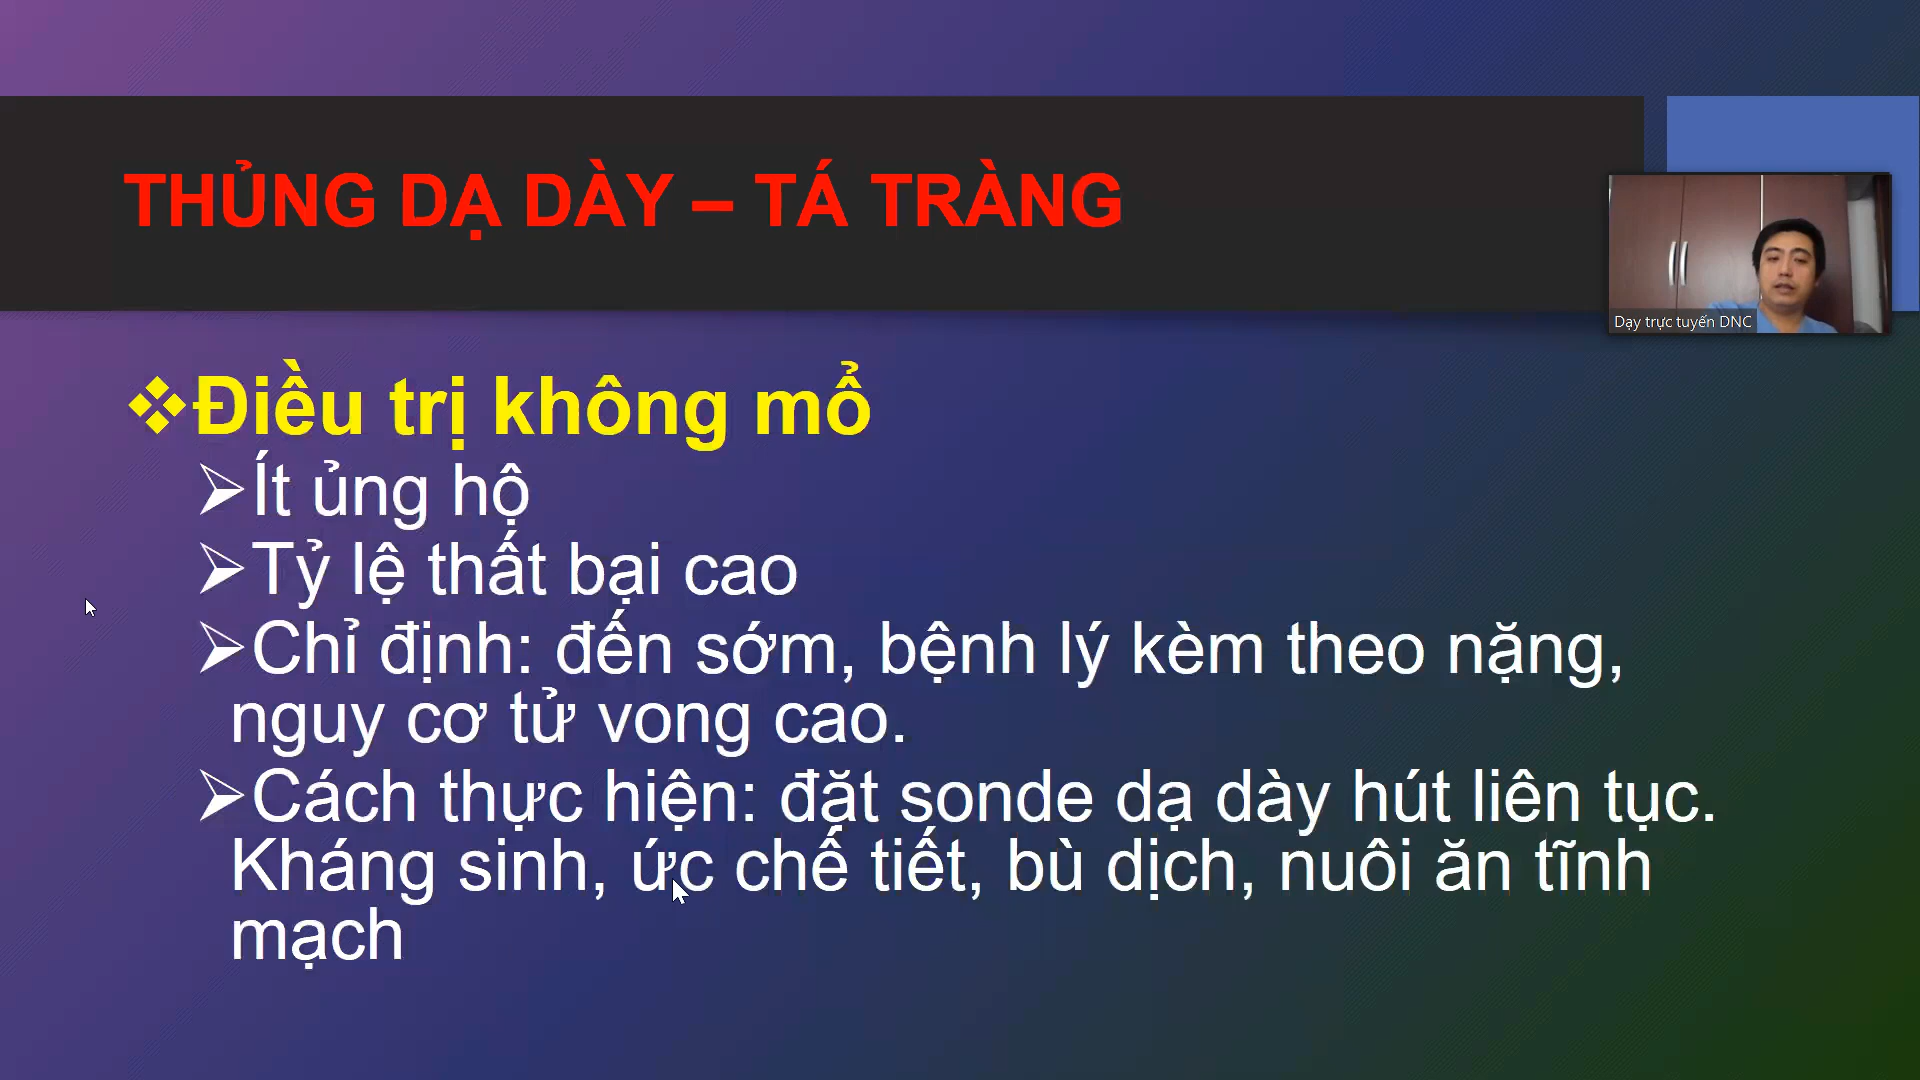 THỦNG DẠ DÀY – TÁ TRÀNG
Dạy trực tuyến DNC
Điều trị không mổ
Ít ủng hộ
Tỷ lệ thất bại cao
Chỉ định: đến sớm, bệnh lý kèm theo nặng,
nguy cơ tử vong cao.
Cách thực hiện: đặt sonde dạ dày hút liên tục.
Kháng sinh, ức chế tiết, bù dịch, nuôi ăn tĩnh
mạch